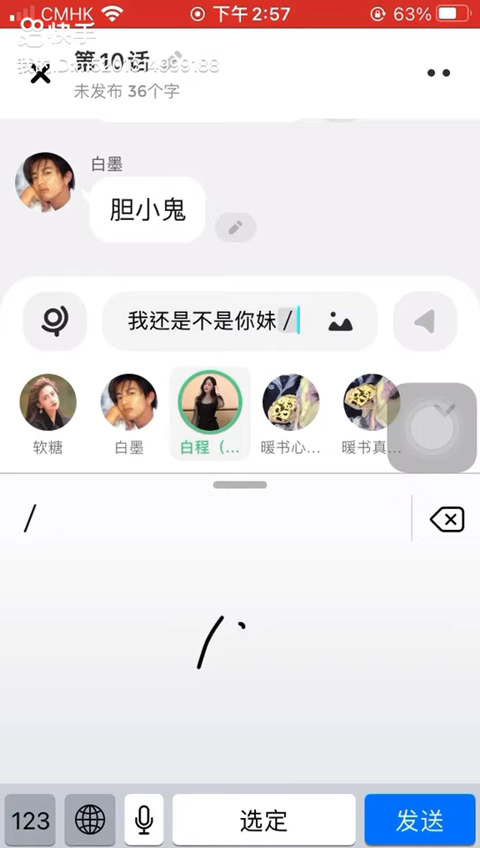 CMHK 下午2:57 63%
快手
第10话
未发布 36个字
白墨
胆小鬼
我还是不是你妹/
软糖 白墨 白程（... 暖书心... 暖书真...
/
123 选定 发送